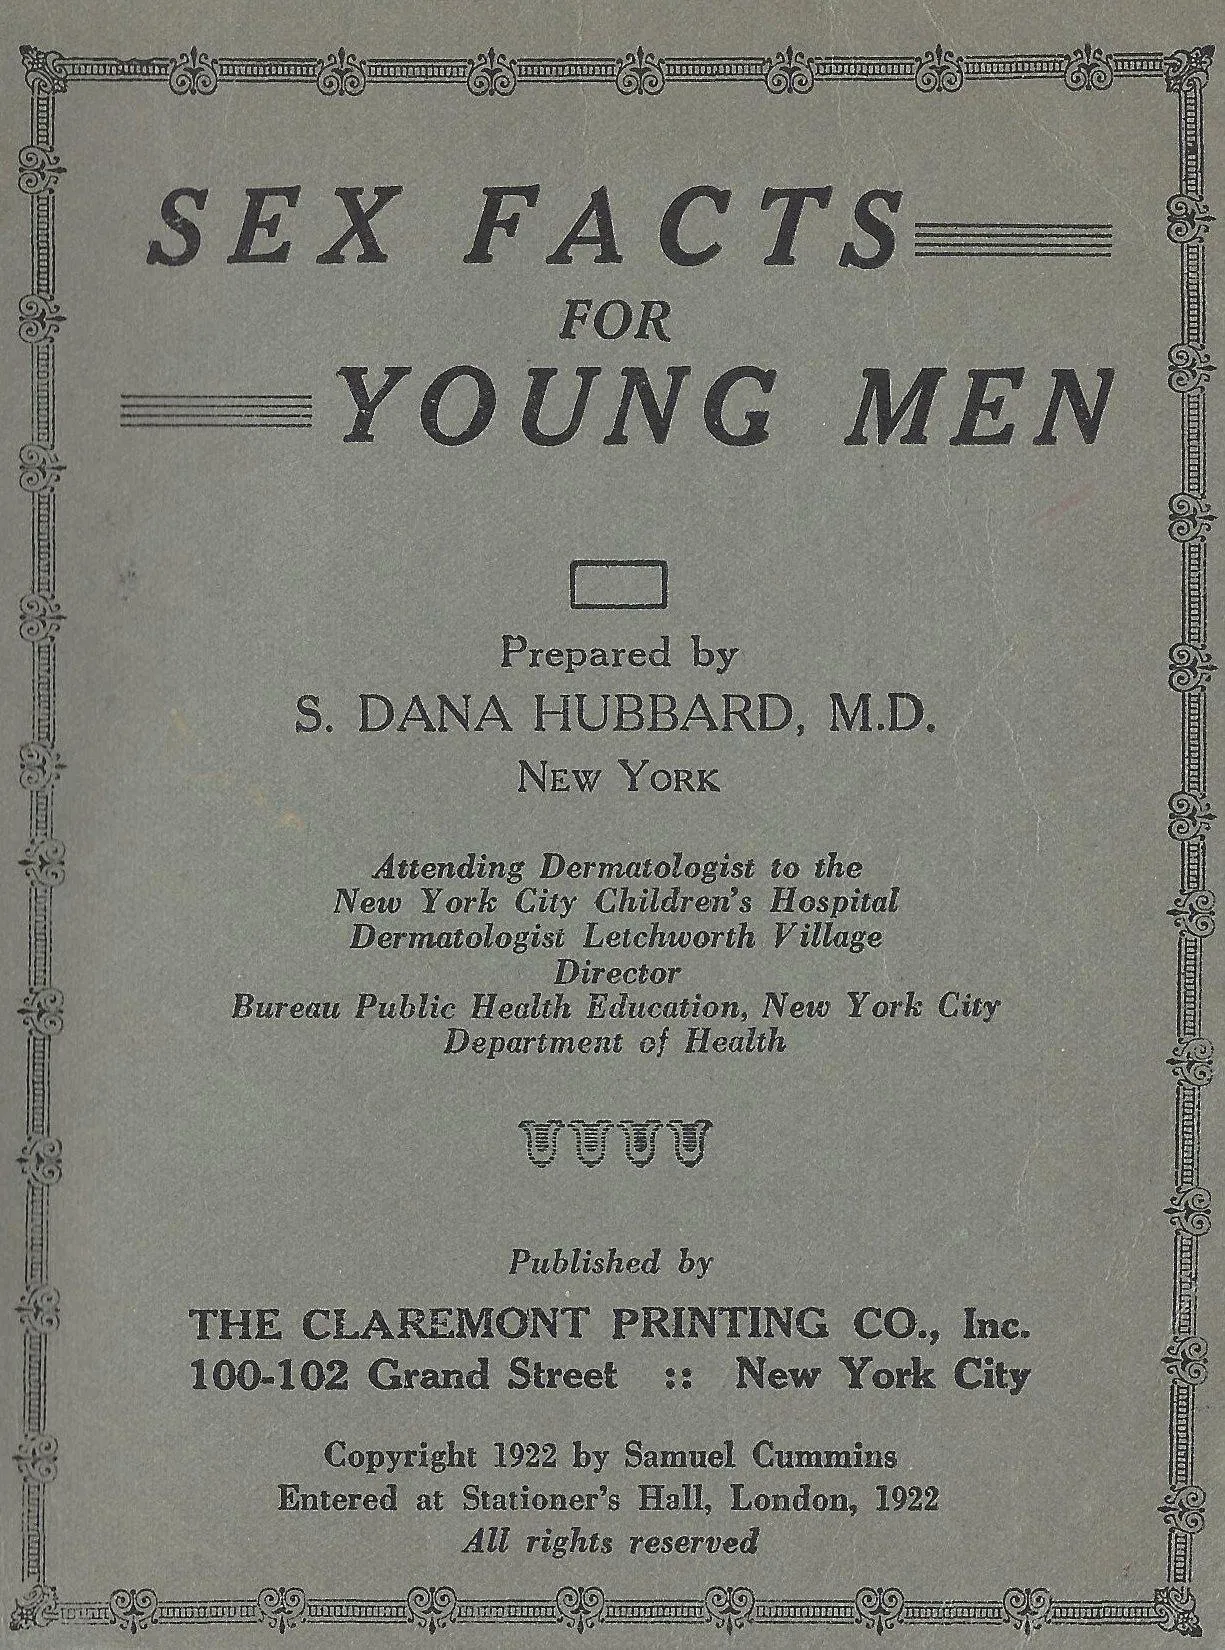 SEX FACTS
FOR
YOUNG MEN
Prepared by
S. DANA HUBBARD, M.D.
NEW YORK
Attending Dermatologist to the
New York City Children's Hospital
Dermatologist Letchworth Village
Director
Bureau Public Health Education, New York City
Department of Health
Published by
THE CLAREMONT PRINTING CO., Inc.
100-102 Grand Street :: New York City
Copyright 1922 by Samuel Cummins
Entered at Stationer's Hall, London, 1922
All rights reserved